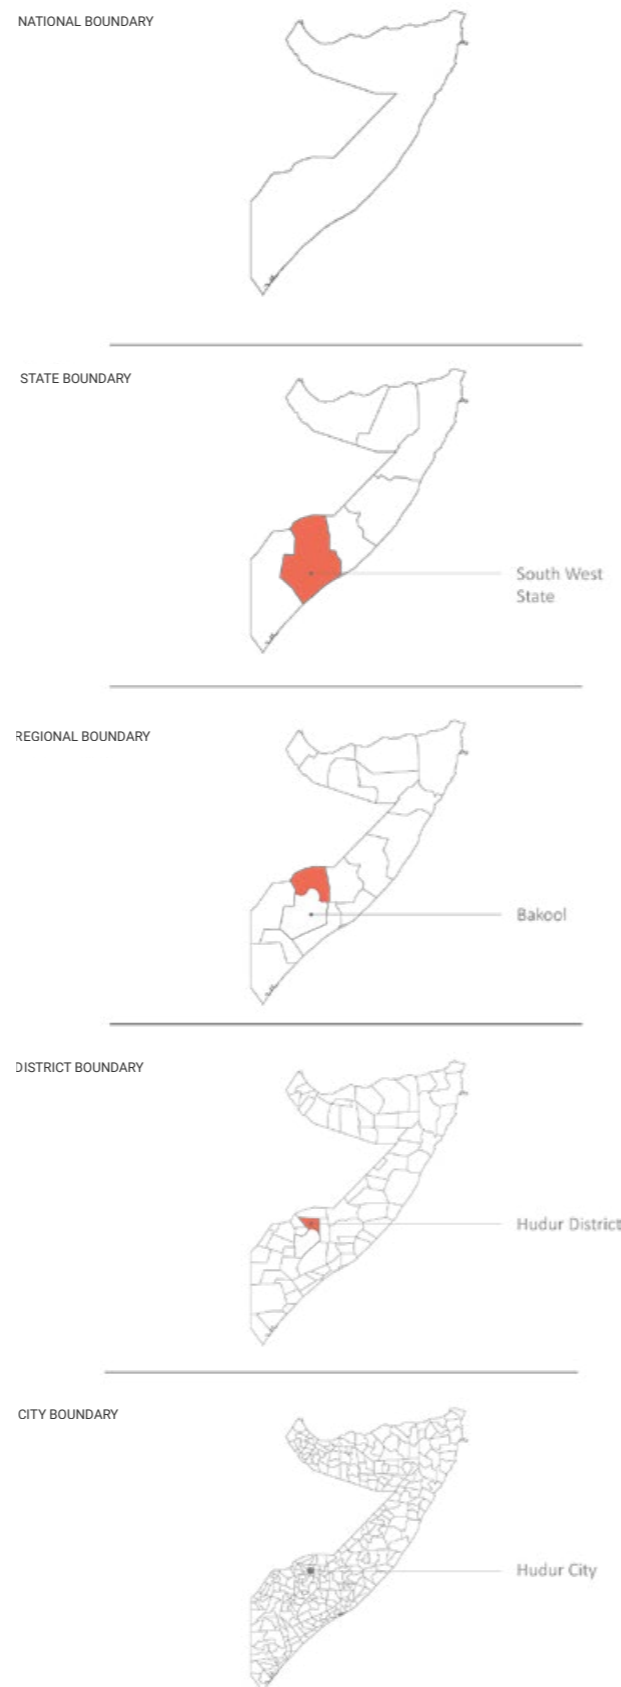 NATIONAL BOUNDARY
STATE BOUNDARY
South West
State
REGIONAL BOUNDARY
Bakool
DISTRICT BOUNDARY
Hudur District
CITY BOUNDARY
Hudur City